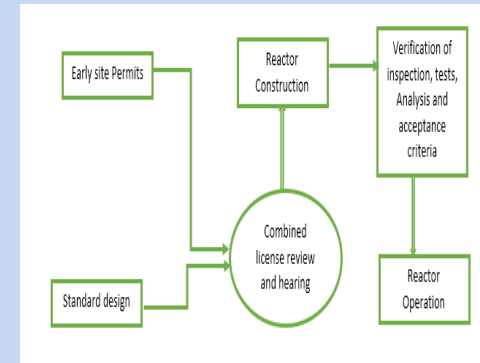 Early site Permits
Reactor
Construction
Verification of
inspection, tests,
Analysis and
acceptance
criteria
Combined
license review
and hearing
Standard design
Reactor
Operation